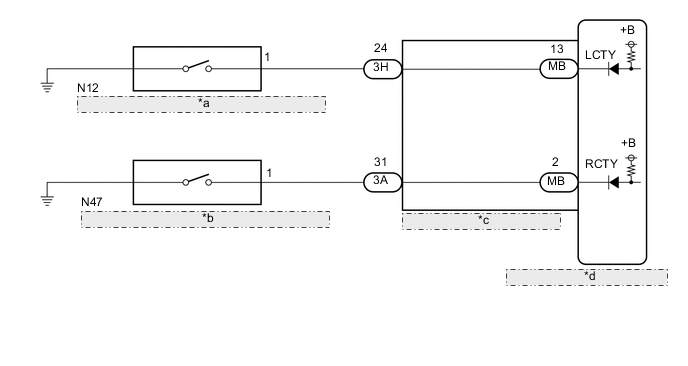 +B
24
13
LCTY
1
3H
MB
N12
*a
+B
31
2
RCTY
1
3A
MB
N47
*b
*c
*d